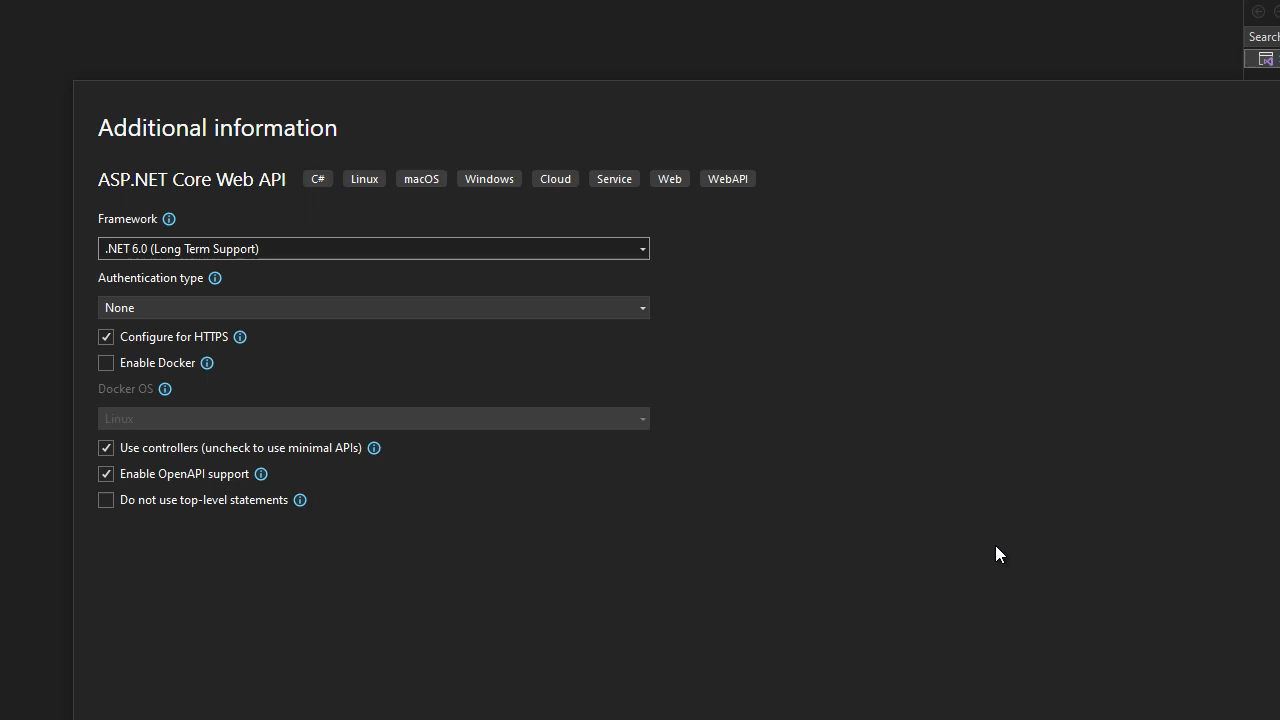 Search
Additional information
ASP.NET Core Web API C# Linux macOS Windows Cloud Service Web WebAPI
Framework
.NET 6.0 (Long Term Support)
Authentication type
None
Configure for HTTPS
Enable Docker
Docker OS
Linux
Use controllers (uncheck to use minimal APIs)
Enable OpenAPI support
Do not use top-level statements